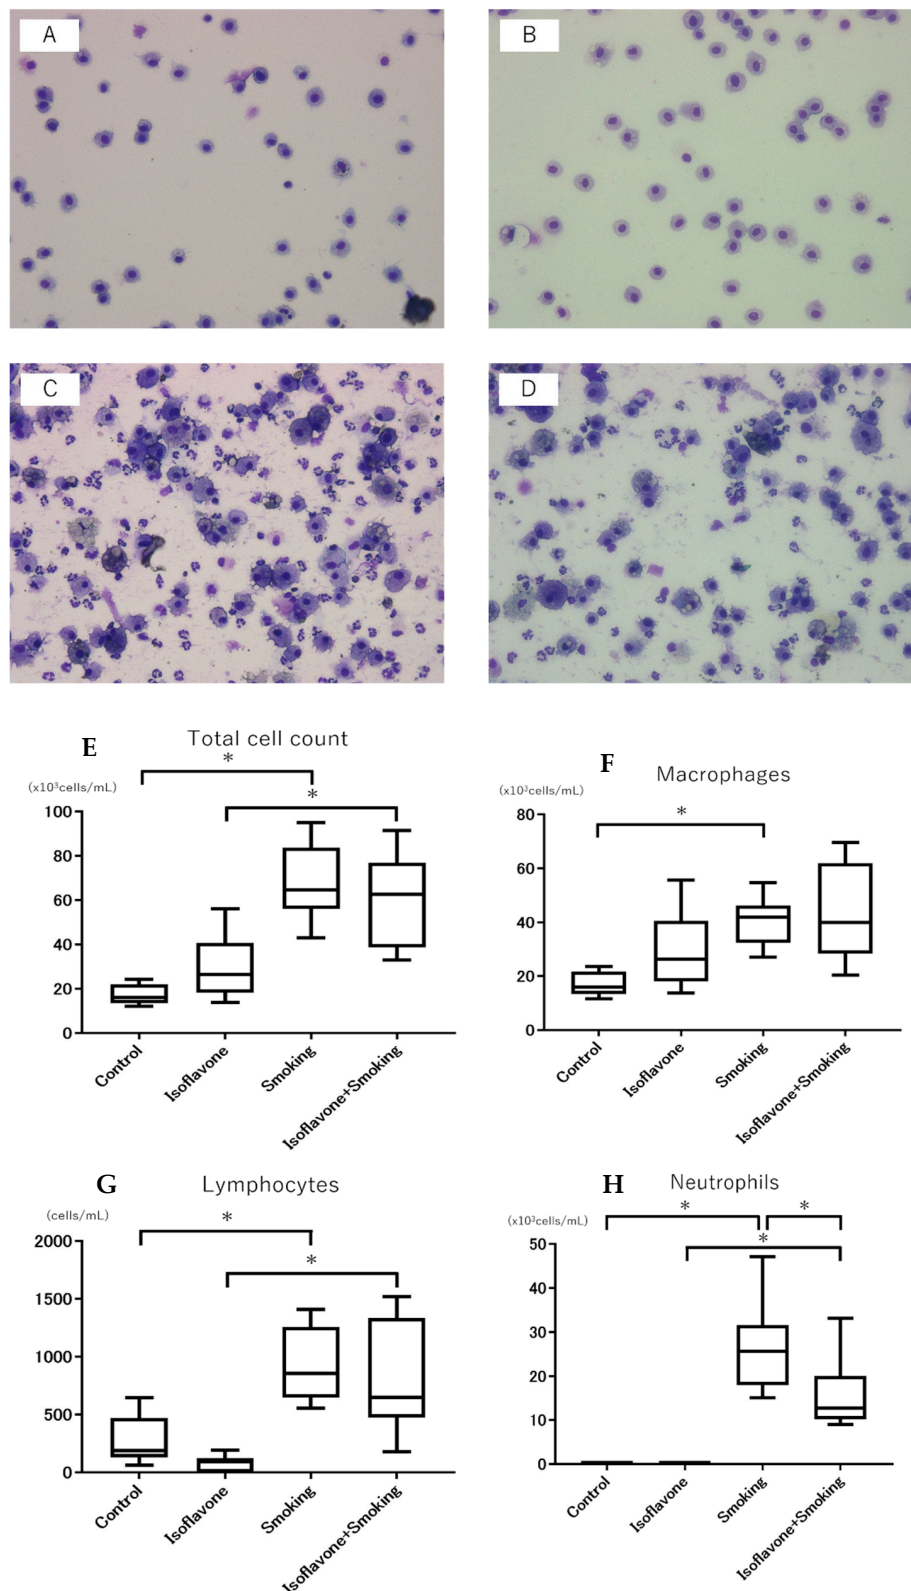 A
B
C
D
E
Total cell count
*
*
(x10³cells/mL)
100
80
60
40
20
0
Control
Isoflavone
Smoking
Isoflavone+Smoking
F
Macrophages
(x10³cells/mL)
*
80
60
40
20
0
Control
Isoflavone
Smoking
Isoflavone+Smoking
G
Lymphocytes
(cells/mL)
*
*
2000
1500
1000
500
0
Control
Isoflavone
Smoking
Isoflavone+Smoking
H
Neutrophils
(x10³cells/mL)
*
*
*
50
40
30
20
10
0
Control
Isoflavone
Smoking
Isoflavone+Smoking